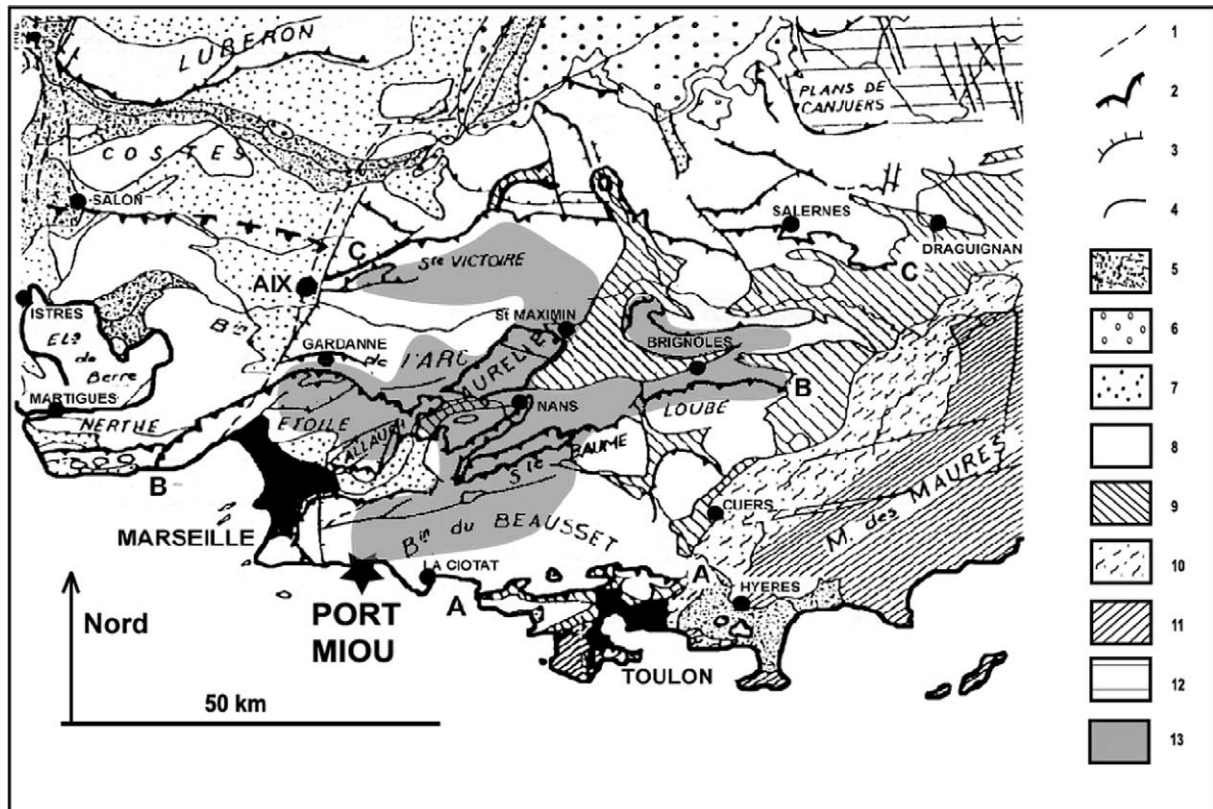 LUBERON
PLANS DE
CANJUERS
COSTES
SALON
SALERNES
DRAGUIGNAN
C
C
Ste VICTOIRE
AIX
ISTRES
Bin
St MAXIMIN
Elg
de
Berre
GARDANNE
de
l'ARC
BRIGNOLES
AURELIE
MARTIGUES
NERTHE
ETOILE
NANS
LOUBE
B
ALLAUCH
Ste BAUME
B
M. des MAURES
CUERS
MARSEILLE
Bin du BEAUSSET
LA CIOTAT
A
A
HYERES
PORT
MIOU
Nord
TOULON
50 km
1
2
3
4
5
6
7
8
9
10
11
12
13